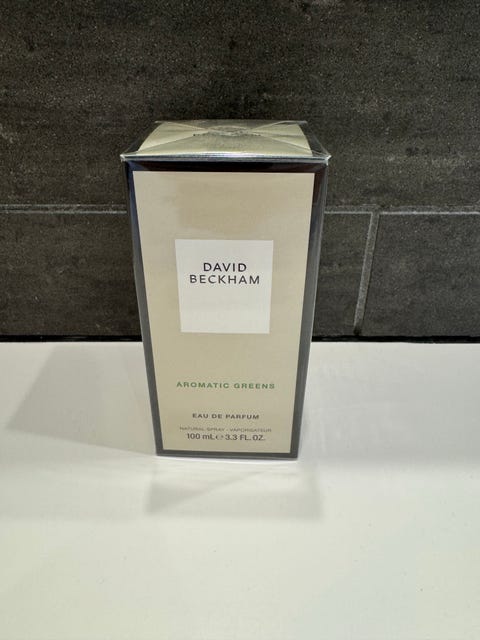 DAVID
BECKHAM
AROMATIC GREENS
EAU DE PARFUM
NATURAL SPRAY - VAPORISATEUR
100 mL ℮ 3.3 FL. OZ.